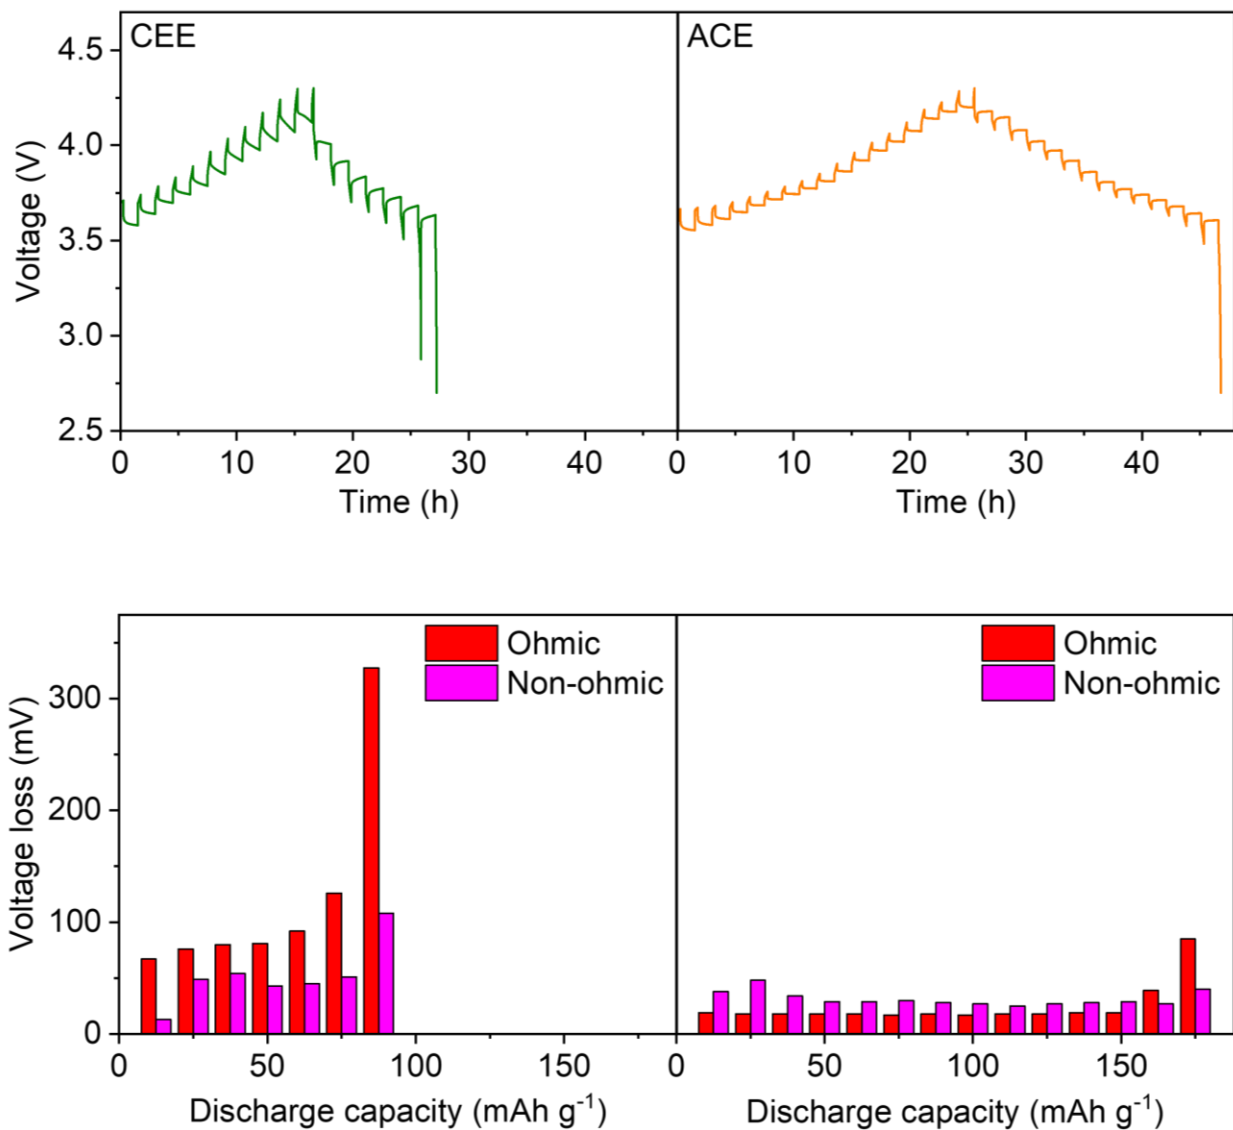 CEE
ACE
4.5
4.0
3.5
3.0
2.5
Voltage (V)
0 10 20 30 40
0 10 20 30 40
Time (h)
Time (h)
Ohmic
Non-ohmic
Ohmic
Non-ohmic
300
200
100
0
Voltage loss (mV)
0 50 100 150
0 50 100 150
Discharge capacity (mAh g⁻¹)
Discharge capacity (mAh g⁻¹)